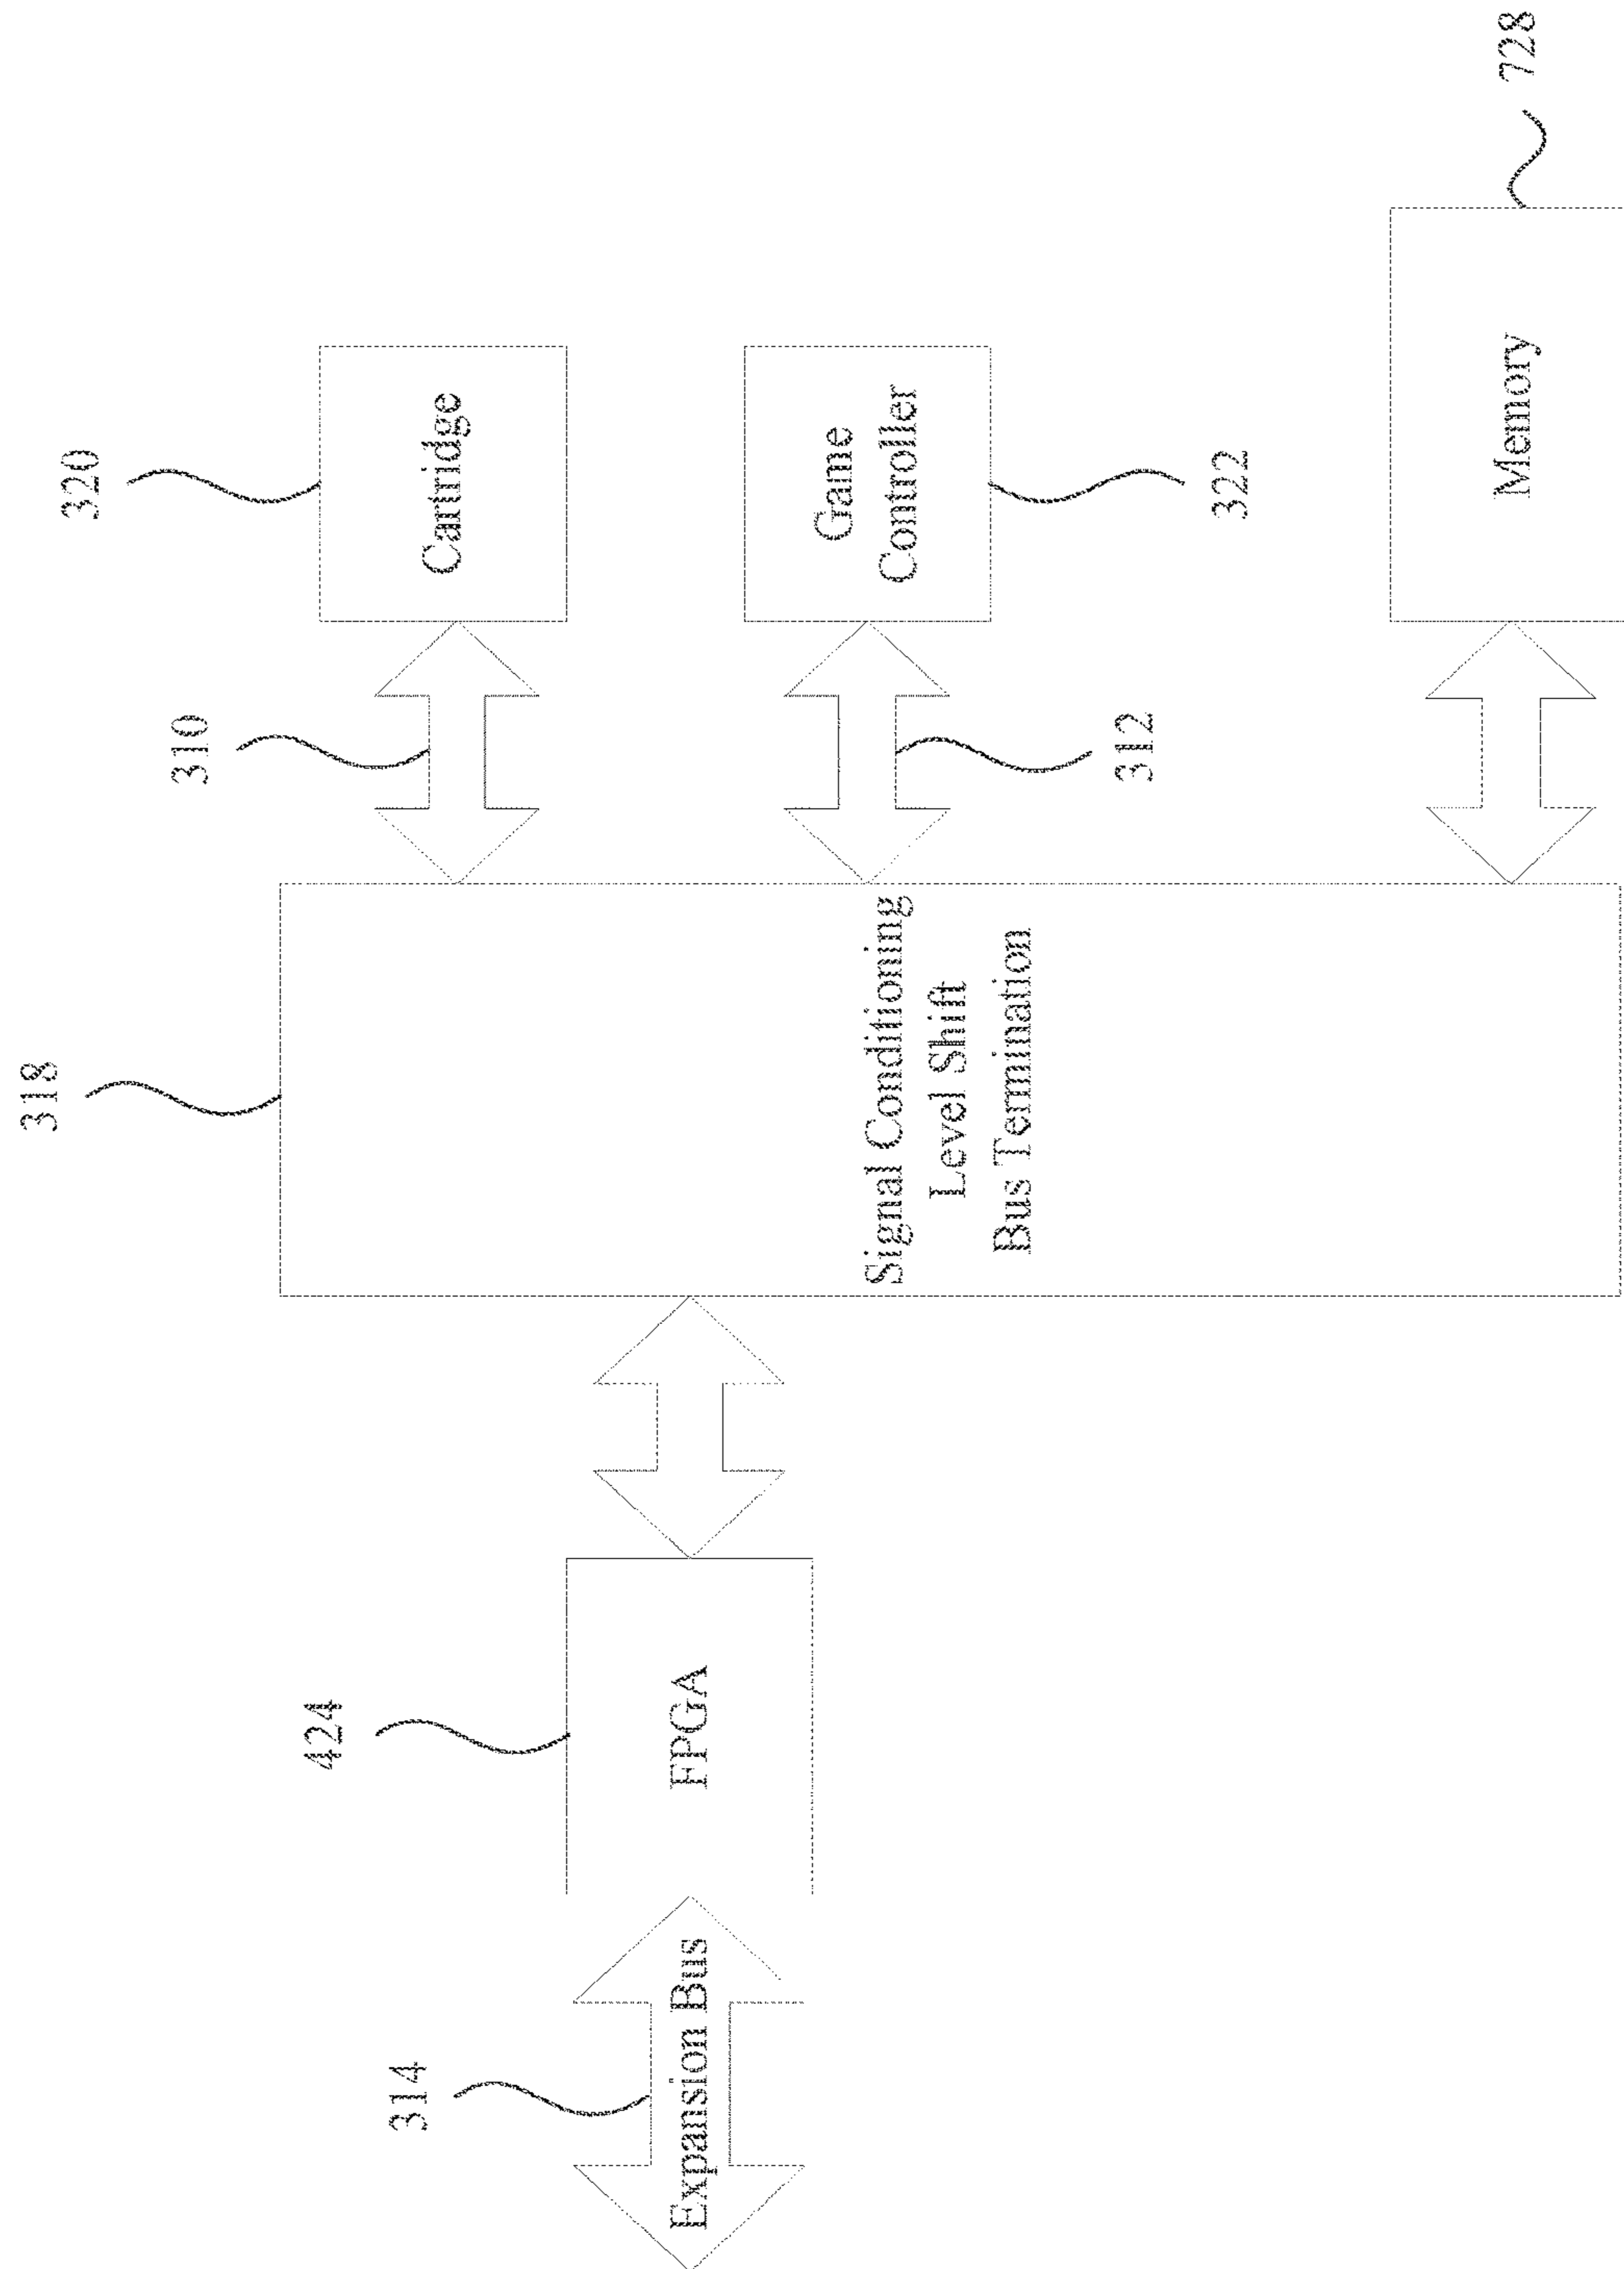 320
Cartridge
310
Game
Controller
322
312
Memory
728
318
Signal Conditioning
Level Shift
Bus Termination
424
FPGA
314
Expansion Bus